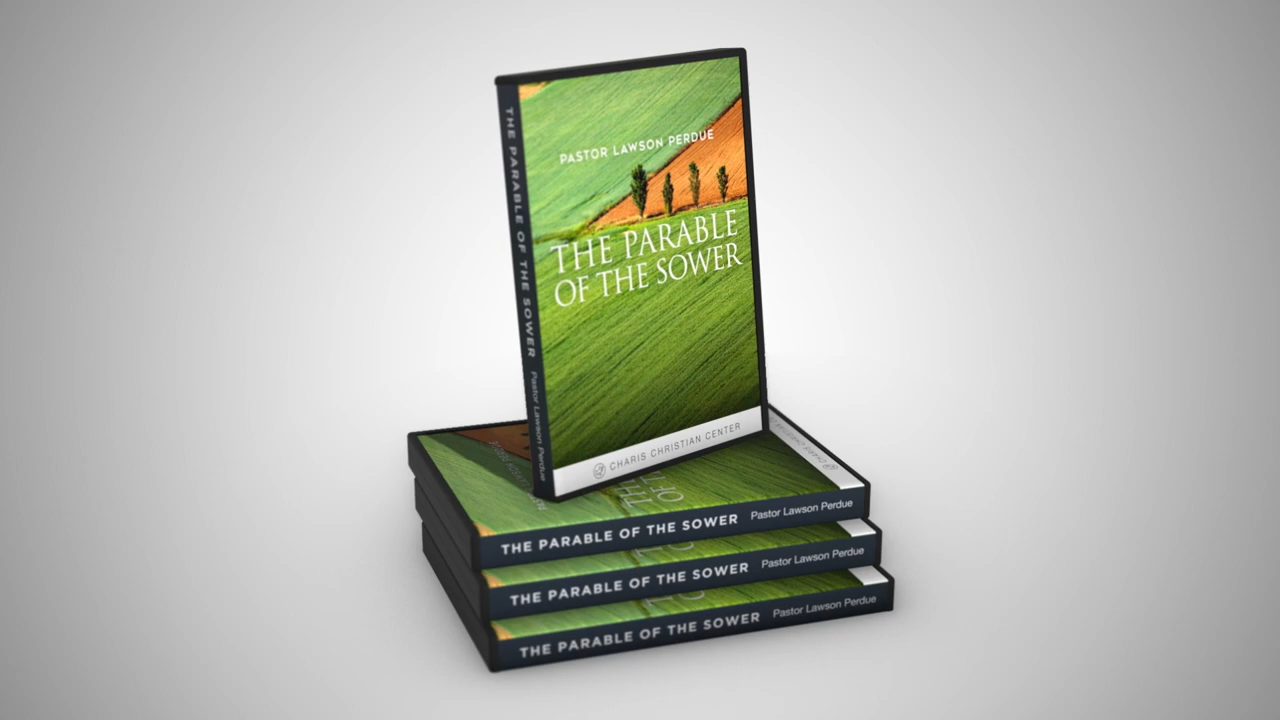 PASTOR LAWSON PERDUE
THE PARABLE
OF THE SOWER
CHARIS CHRISTIAN CENTER
THE PARABLE OF THE SOWER Pastor Lawson Perdue
THE PARABLE OF THE SOWER Pastor Lawson Perdue
THE PARABLE OF THE SOWER Pastor Lawson Perdue
THE PARABLE OF THE SOWER Pastor Lawson Perdue